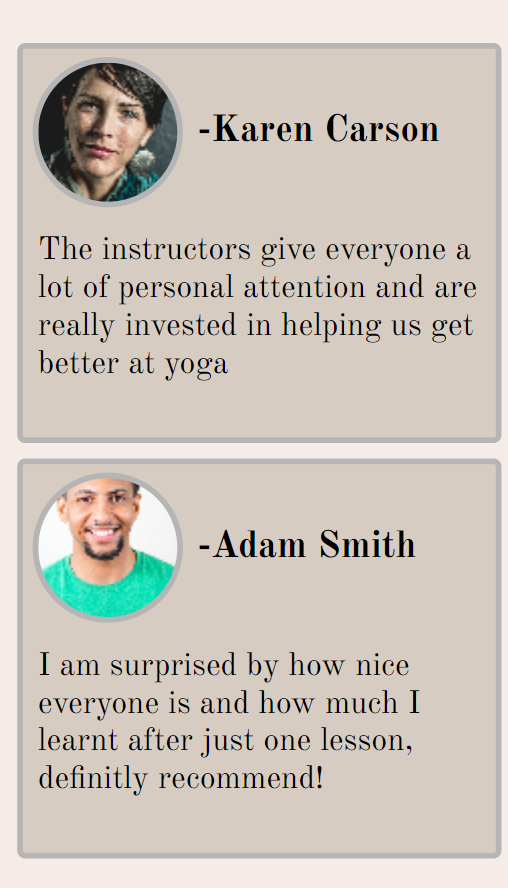 -Karen Carson
The instructors give everyone a
lot of personal attention and are
really invested in helping us get
better at yoga
-Adam Smith
I am surprised by how nice
everyone is and how much I
learnt after just one lesson,
definitly recommend!